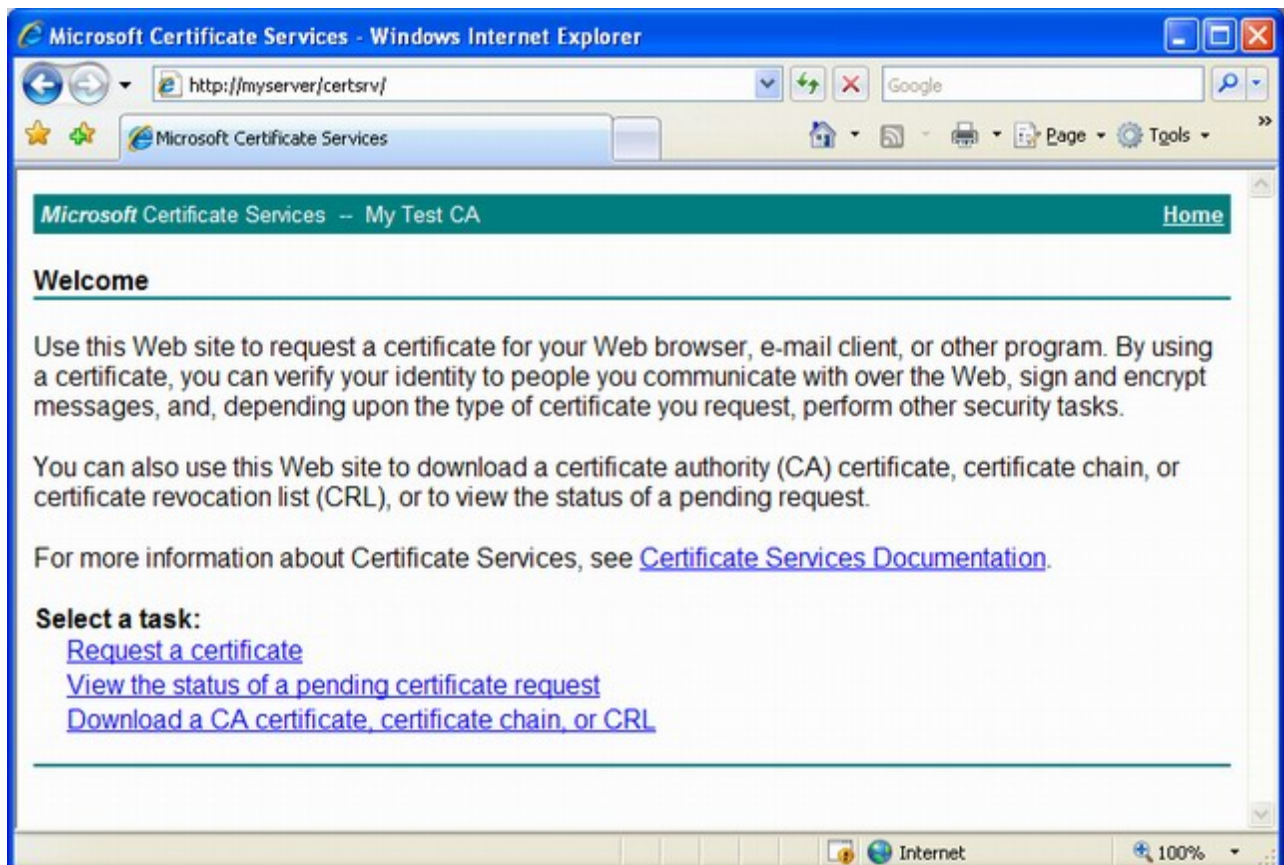 Microsoft Certificate Services - Windows Internet Explorer
http://myserver/certsrv/
Google
Microsoft Certificate Services
Page
Tools
»
Microsoft Certificate Services -- My Test CA
Home
Welcome
Use this Web site to request a certificate for your Web browser, e-mail client, or other program. By using
a certificate, you can verify your identity to people you communicate with over the Web, sign and encrypt
messages, and, depending upon the type of certificate you request, perform other security tasks.
You can also use this Web site to download a certificate authority (CA) certificate, certificate chain, or
certificate revocation list (CRL), or to view the status of a pending request.
For more information about Certificate Services, see Certificate Services Documentation.
Select a task:
Request a certificate
View the status of a pending certificate request
Download a CA certificate, certificate chain, or CRL
Internet
100%